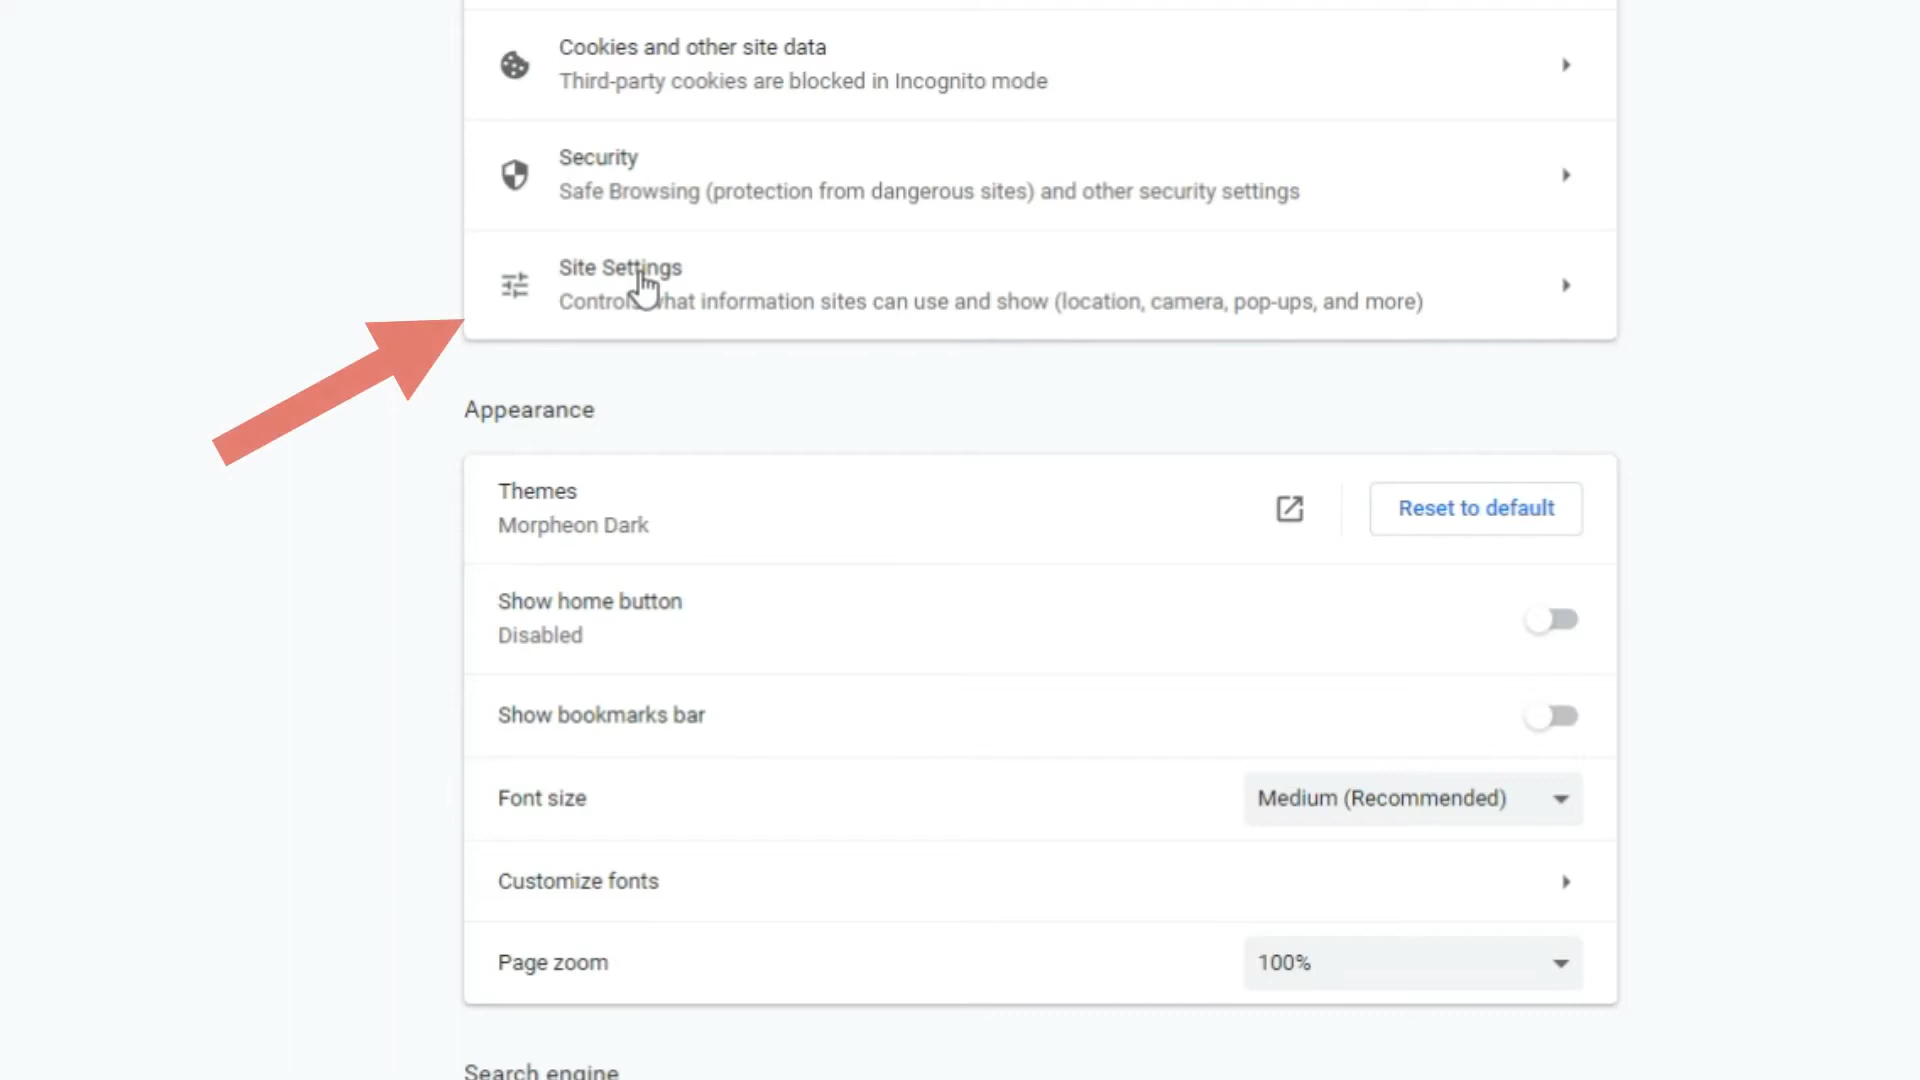 Cookies and other site data
Third-party cookies are blocked in Incognito mode
Security
Safe Browsing (protection from dangerous sites) and other security settings
Site Settings
Controls what information sites can use and show (location, camera, pop-ups, and more)
Appearance
Themes
Morpheon Dark
Reset to default
Show home button
Disabled
Show bookmarks bar
Font size
Medium (Recommended)
Customize fonts
Page zoom
100%
Search engine